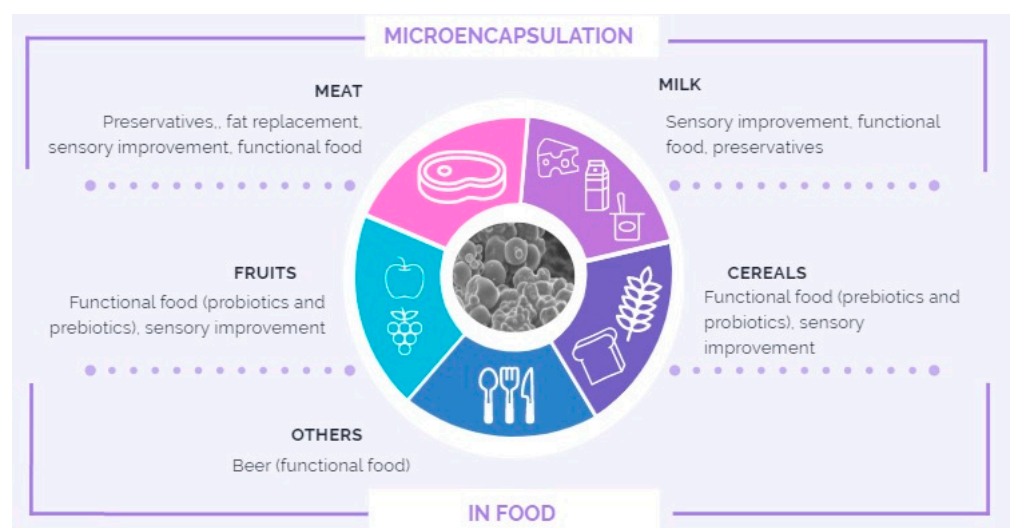 MICROENCAPSULATION
MEAT
Preservatives,, fat replacement,
sensory improvement, functional food
MILK
Sensory improvement, functional
food, preservatives
FRUITS
Functional food (probiotics and
prebiotics), sensory improvement
CEREALS
Functional food (prebiotics and
probiotics), sensory
improvement
OTHERS
Beer (functional food)
IN FOOD